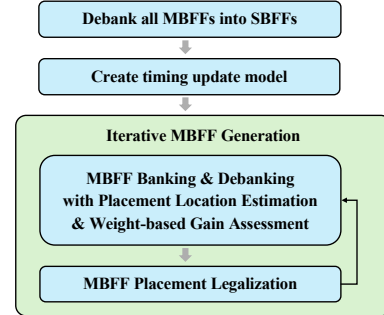 Debank all MBFFs into SBFFs
Create timing update model
Iterative MBFF Generation
MBFF Banking & Debanking
with Placement Location Estimation
& Weight-based Gain Assessment
MBFF Placement Legalization